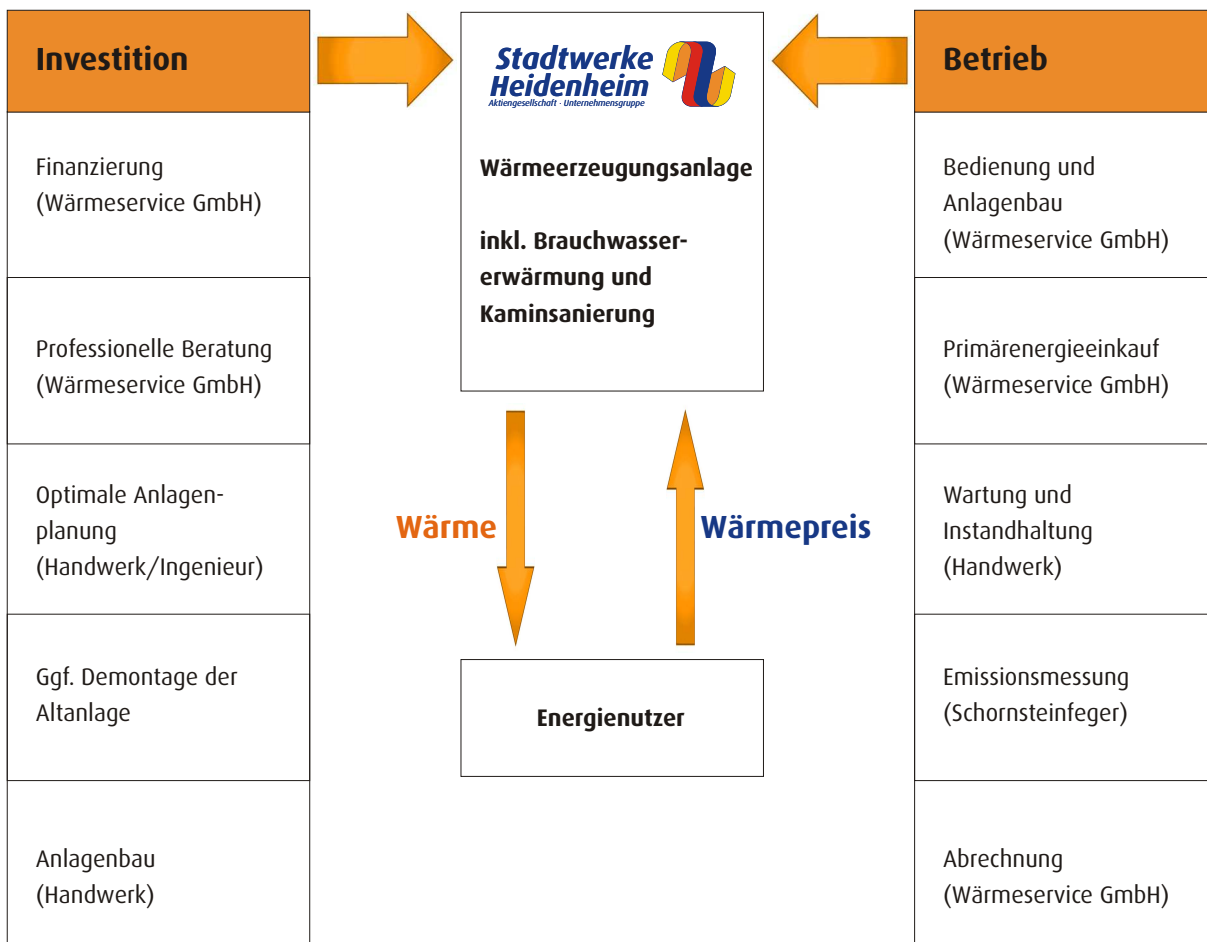 Investition
Finanzierung
(Wärmeservice GmbH)
Professionelle Beratung
(Wärmeservice GmbH)
Optimale Anlagen-
planung
(Handwerk/Ingenieur)
Ggf. Demontage der
Altanlage
Anlagenbau
(Handwerk)
Stadtwerke
Heidenheim
Aktiengesellschaft · Unternehmensgruppe
Wärmeerzeugungsanlage
inkl. Brauchwasser-
erwärmung und
Kaminsanierung
Wärme
Wärmepreis
Energienutzer
Betrieb
Bedienung und
Anlagenbau
(Wärmeservice GmbH)
Primärenergieeinkauf
(Wärmeservice GmbH)
Wartung und
Instandhaltung
(Handwerk)
Emissionsmessung
(Schornsteinfeger)
Abrechnung
(Wärmeservice GmbH)